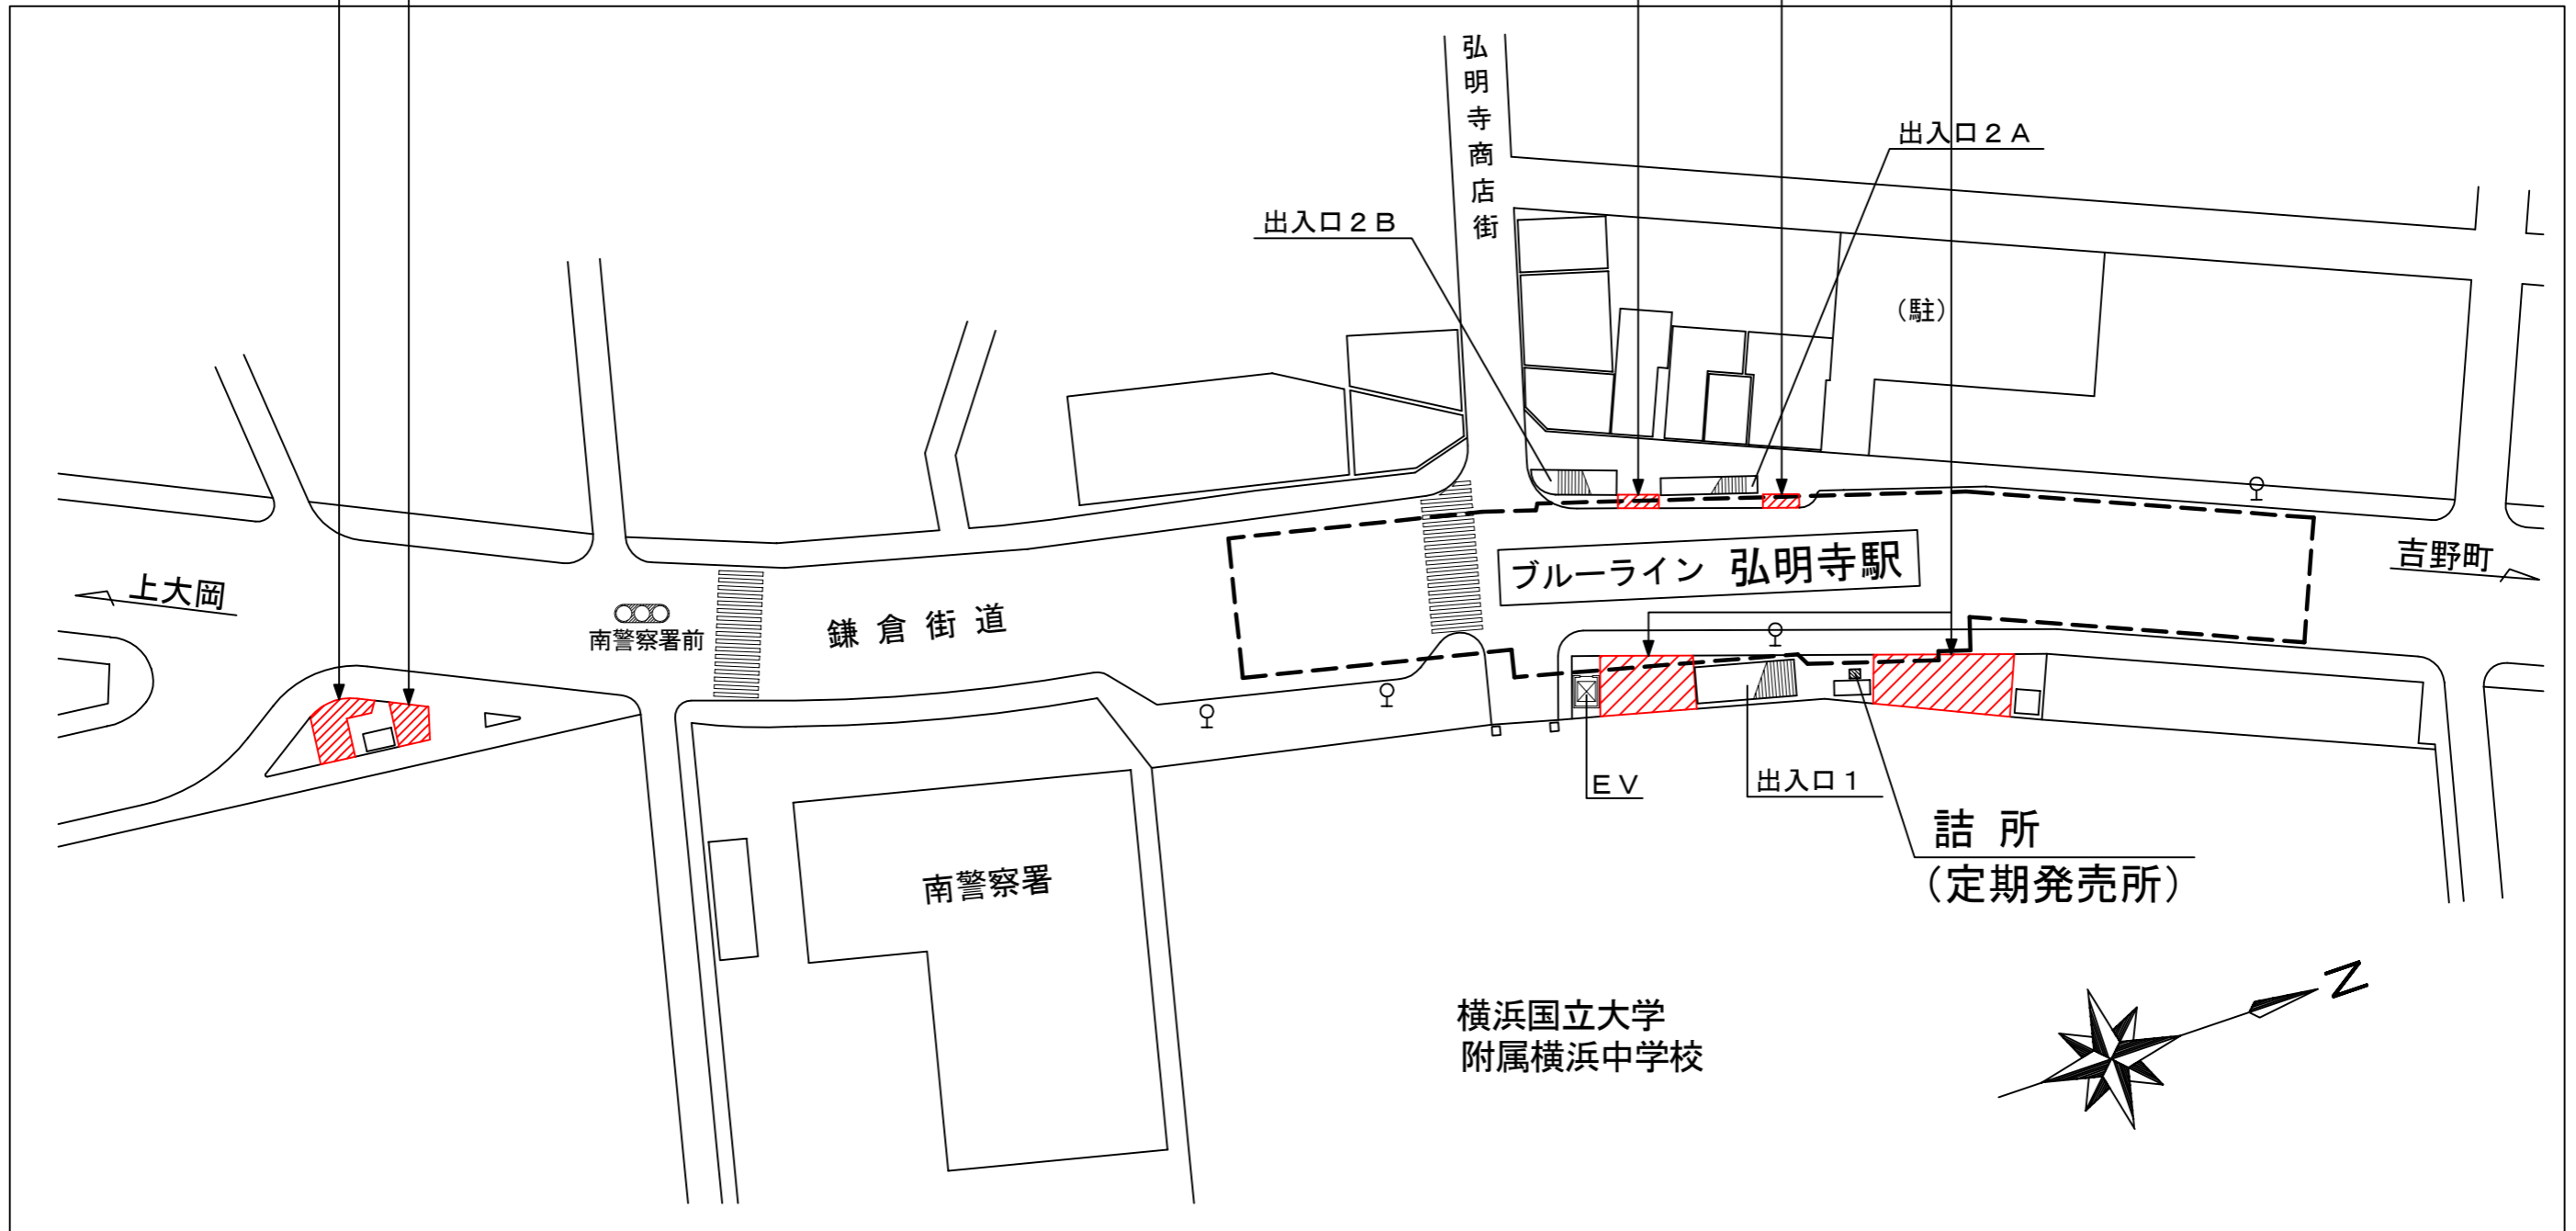 弘明寺商店街
出入口２Ａ
出入口２Ｂ
（駐）
ブルーライン 弘明寺駅
吉野町
上大岡
南警察署前
鎌倉街道
ＥＶ
出入口１
詰所
（定期発売所）
南警察署
横浜国立大学
附属横浜中学校
N